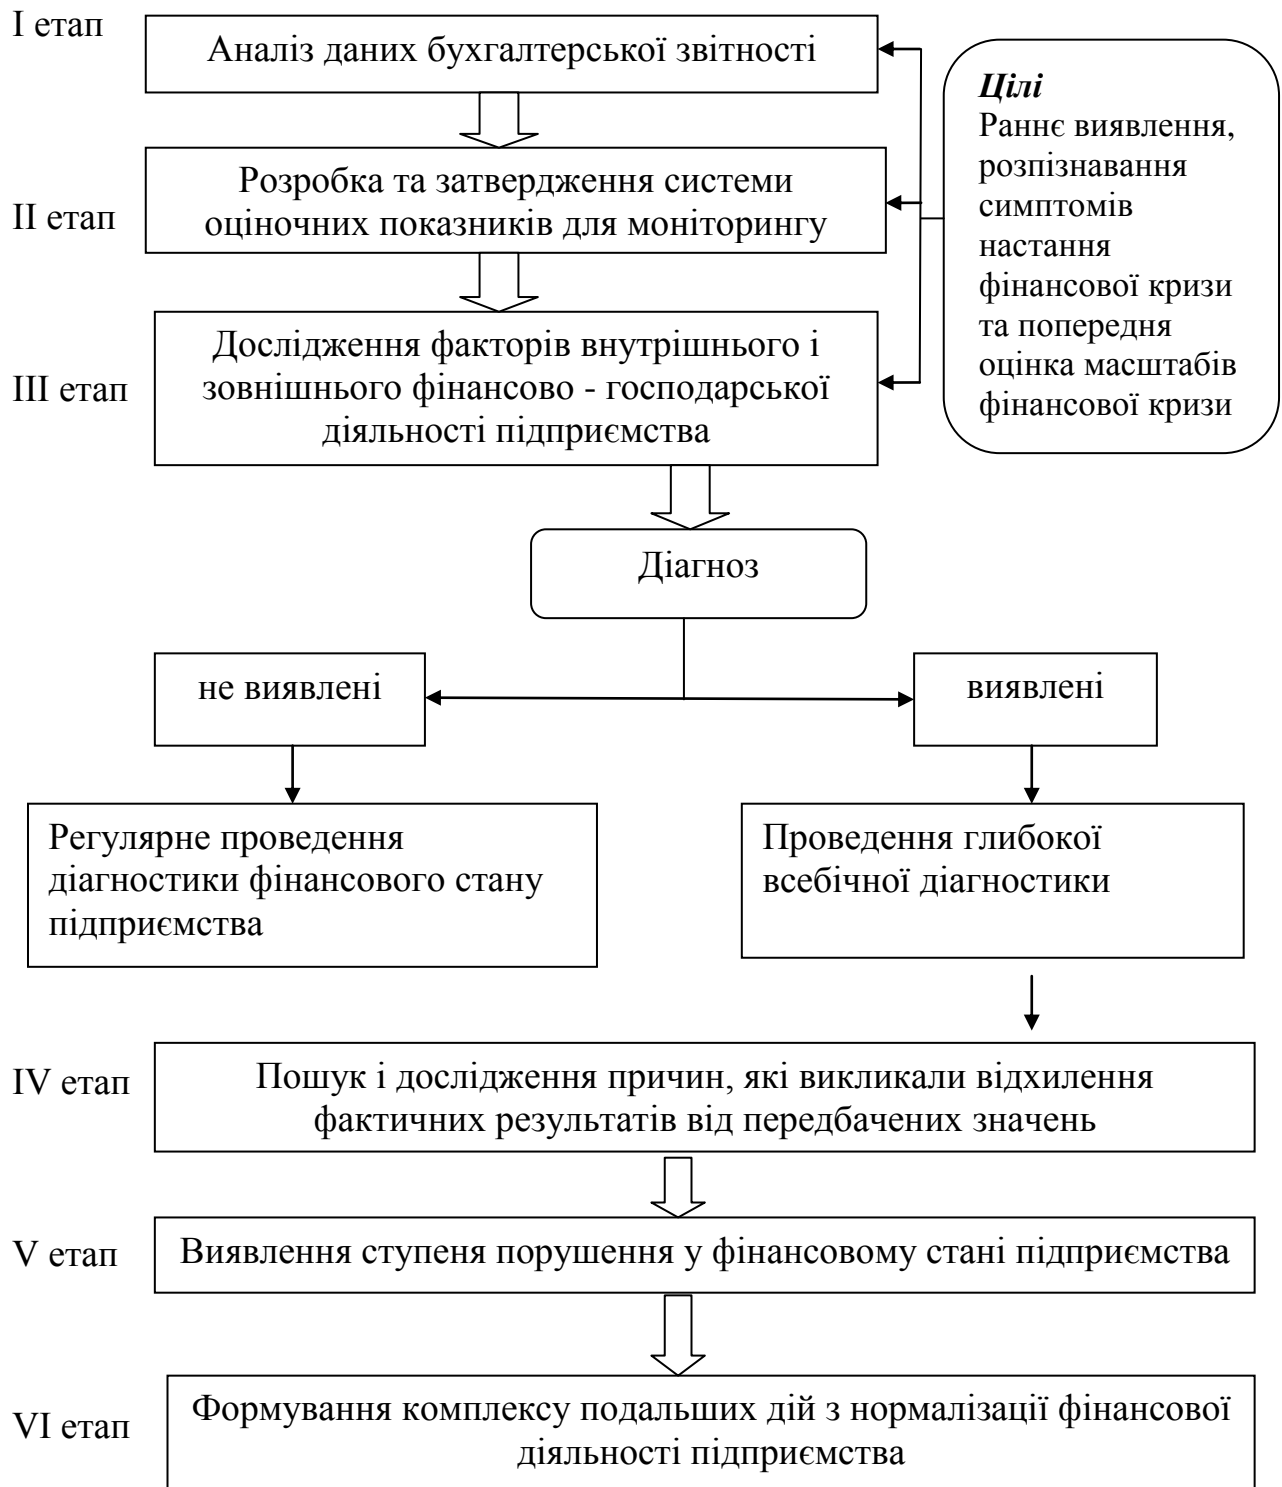 I етап
Аналіз даних бухгалтерської звітності
Цілі
Раннє виявлення,
розпізнавання
симптомів
настання
фінансової кризи
та попередня
оцінка масштабів
фінансової кризи
II етап
Розробка та затвердження системи
оціночних показників для моніторингу
III етап
Дослідження факторів внутрішнього і
зовнішнього фінансово - господарської
діяльності підприємства
Діагноз
не виявлені
виявлені
Регулярне проведення
діагностики фінансового стану
підприємства
Проведення глибокої
всебічної діагностики
IV етап
Пошук і дослідження причин, які викликали відхилення
фактичних результатів від передбачених значень
V етап
Виявлення ступеня порушення у фінансовому стані підприємства
VI етап
Формування комплексу подальших дій з нормалізації фінансової
діяльності підприємства